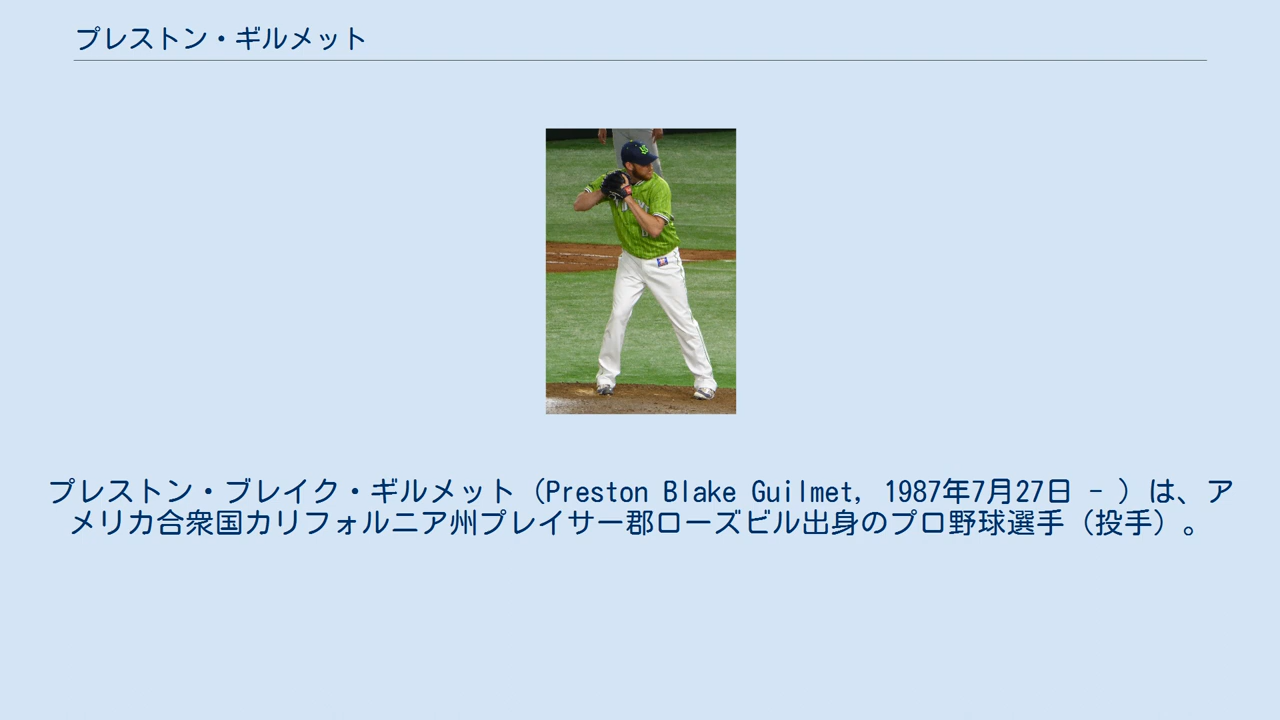 プレストン・ギルメット
プレストン・ブレイク・ギルメット（Preston Blake Guilmet, 1987年7月27日 - ）は、ア
メリカ合衆国カリフォルニア州プレイサー郡ローズビル出身のプロ野球選手（投手）。